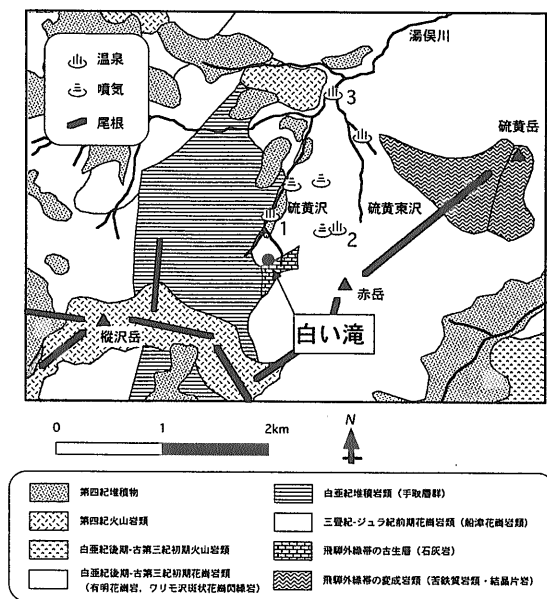 温泉
噴気
尾根
湯俣川
3
硫黄岳
硫黄沢
硫黄東沢
1
2
赤岳
樅沢岳
白い滝
0 1 2km
N
第四紀堆積物
第四紀火山岩類
白亜紀後期-古第三紀初期火山岩類
白亜紀後期-古第三紀初期花崗岩類
(有明花崗岩, ワリモ沢斑状花崗閃緑岩)
白亜紀堆積岩類 (手取層群)
三畳紀-ジュラ紀前期花崗岩類 (船津花崗岩類)
飛騨外縁帯の古生層 (石灰岩)
飛騨外縁帯の変成岩類 (苦鉄質岩類・結晶片岩)